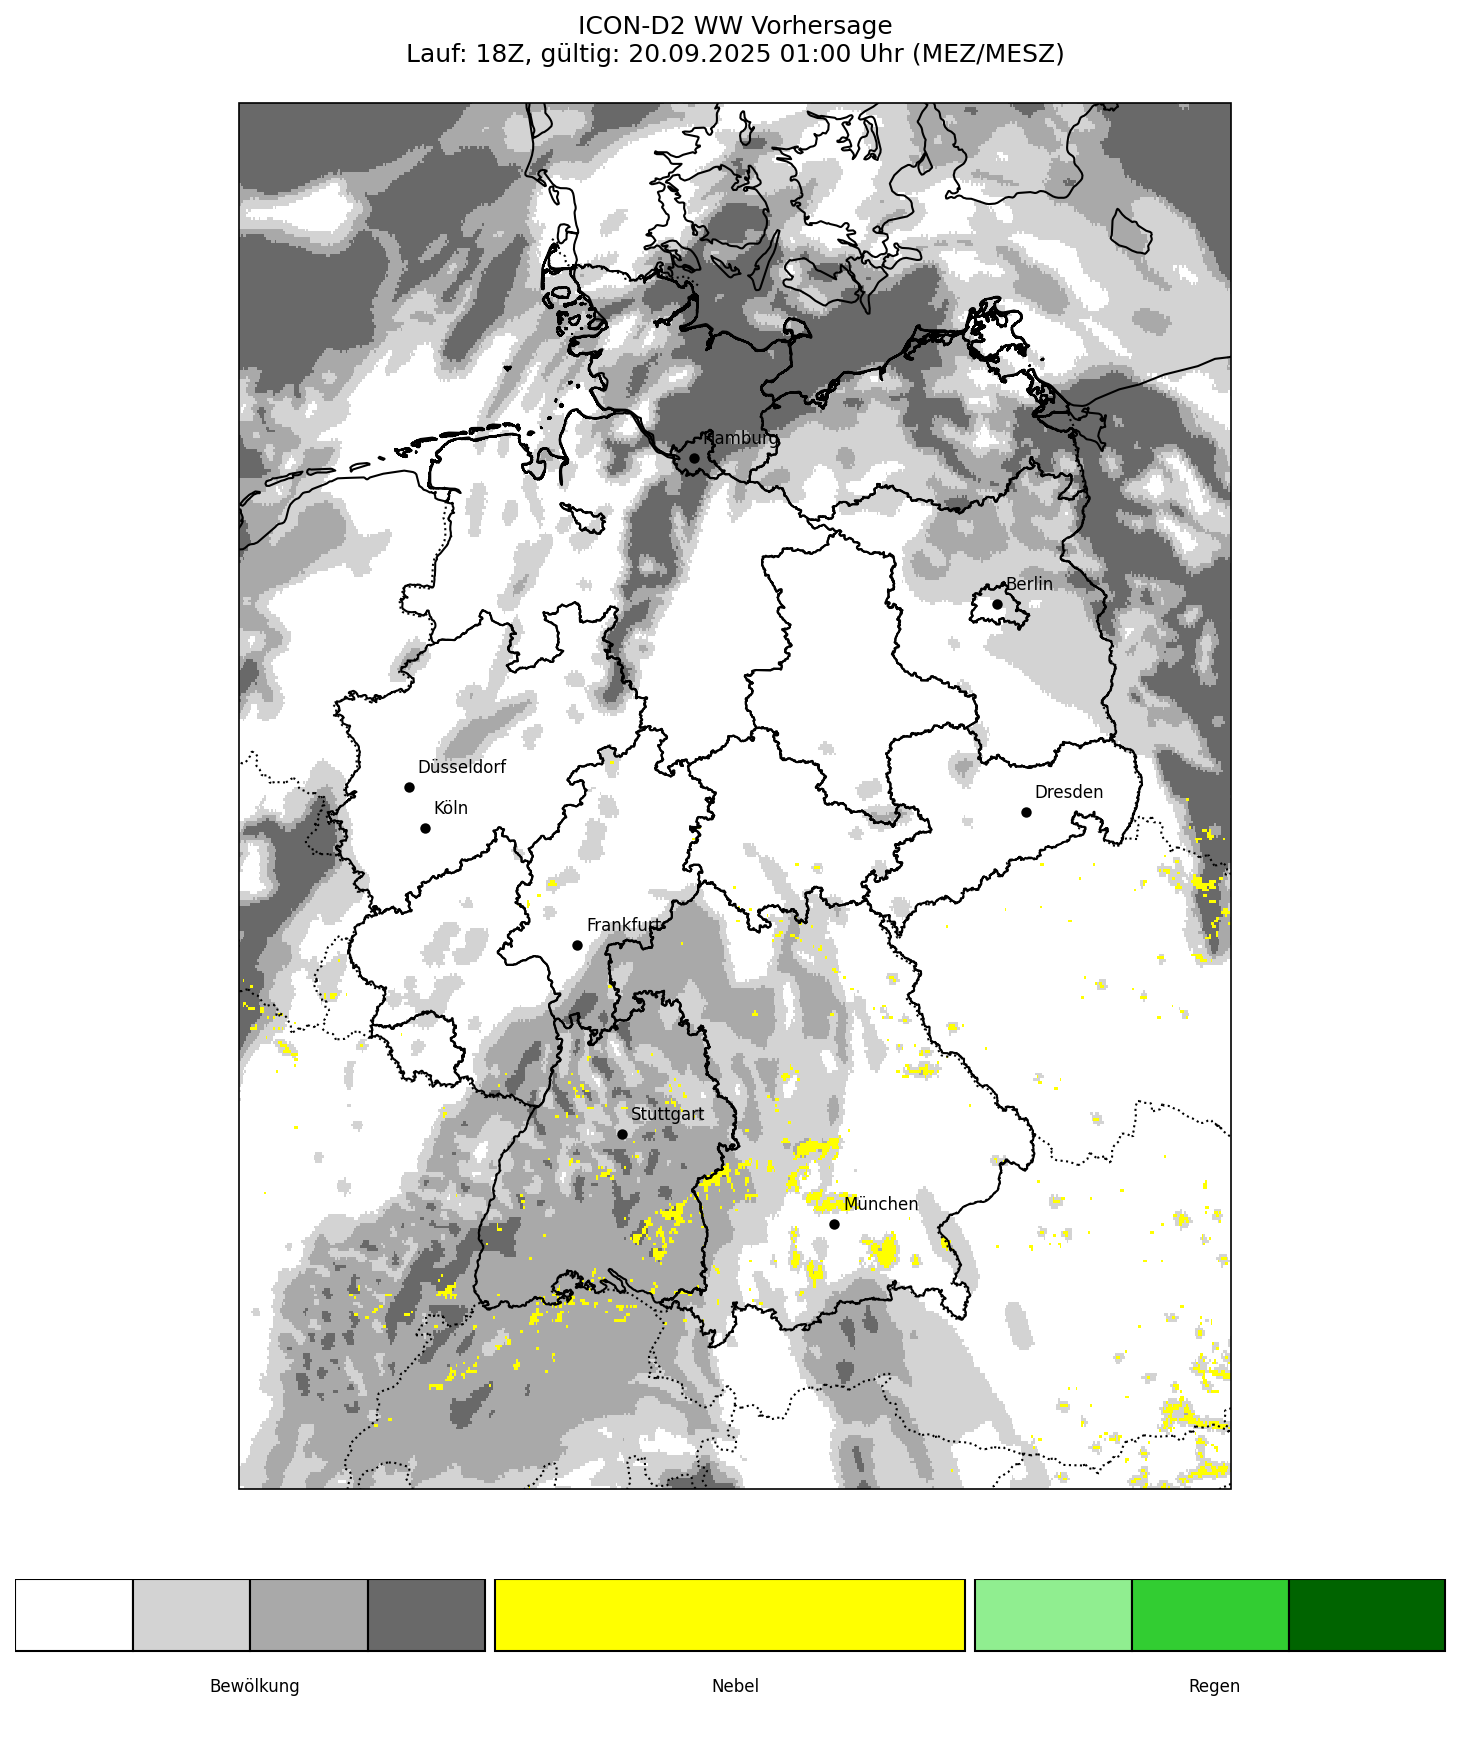 ICON-D2 WW Vorhersage
Lauf: 18Z, gültig: 20.09.2025 01:00 Uhr (MEZ/MESZ)
Hamburg
Berlin
Düsseldorf
Köln
Dresden
Frankfurt
Stuttgart
München
Bewölkung
Nebel
Regen